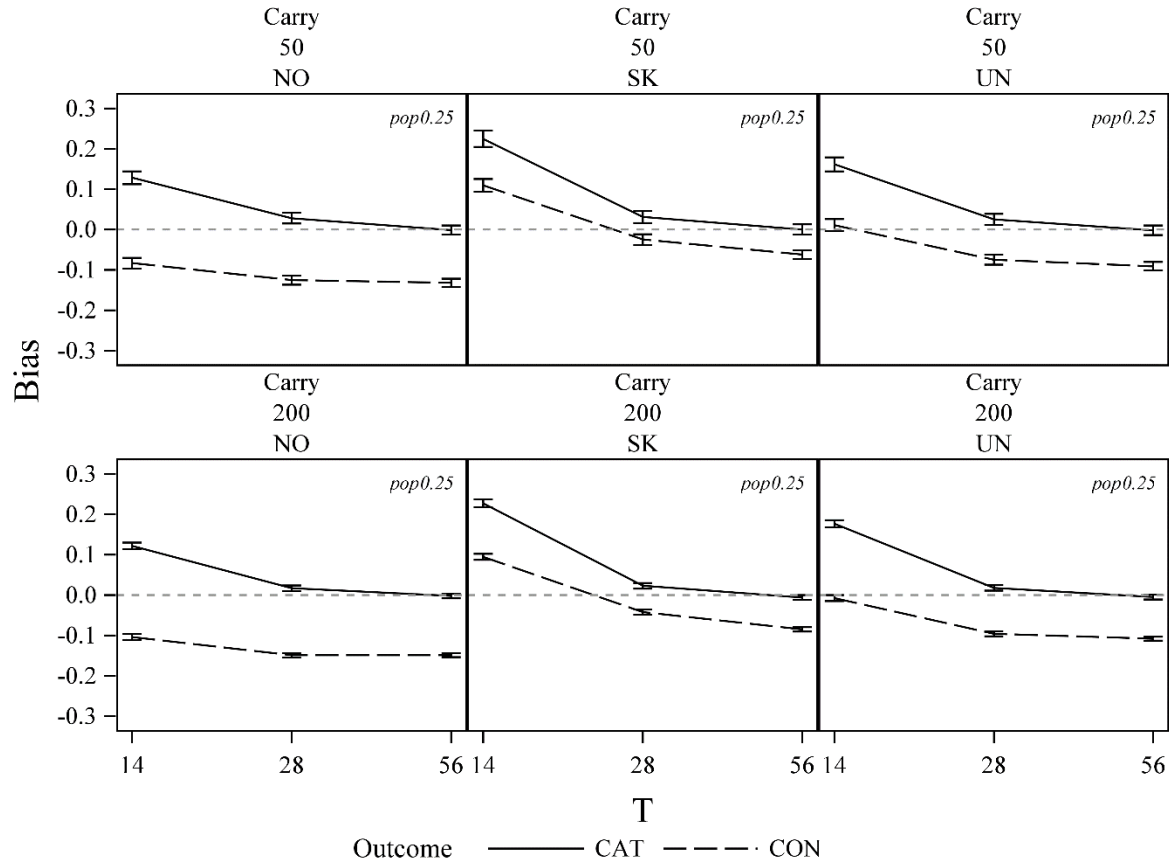 Carry Carry Carry
50 50 50
NO SK UN
0.3
0.2
0.1
0.0
-0.1
-0.2
-0.3
pop0.25 pop0.25 pop0.25
Bias
Carry Carry Carry
200 200 200
NO SK UN
0.3
0.2
0.1
0.0
-0.1
-0.2
-0.3
pop0.25 pop0.25 pop0.25
14 28 56 14 28 56 14 28 56
T
Outcome CAT CON